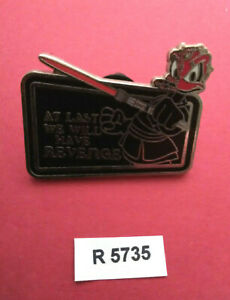 AT LAST
WE WILL
HAVE
REVENGE
R 5735